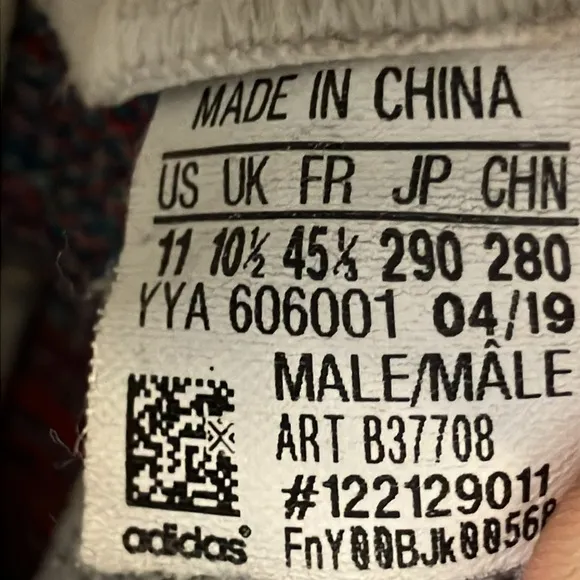 MADE IN CHINA
US UK FR JP CHN
11 10½ 45⅓ 290 280
YYA 606001 04/19
MALE/MÂLE
ART B37708
#122129011
adidas® FnY00BJk0056P